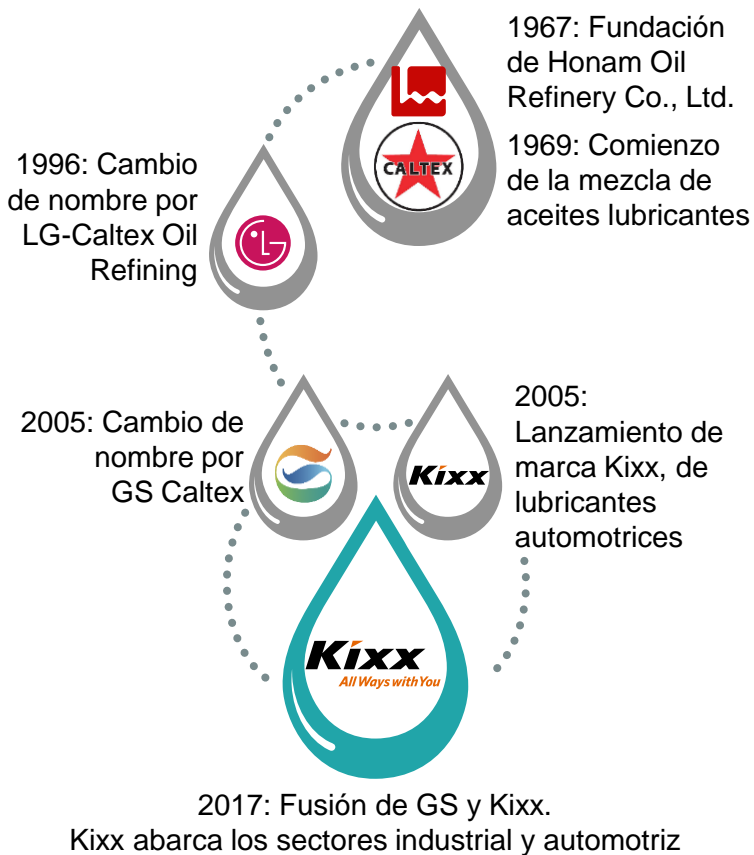 1967: Fundación
de Honam Oil
Refinery Co., Ltd.
1969: Comienzo
de la mezcla de
aceites lubricantes
CALTEX
1996: Cambio
de nombre por
LG-Caltex Oil
Refining
LG
2005: Cambio de
nombre por
GS Caltex
Kixx
2005:
Lanzamiento de
marca Kixx, de
lubricantes
automotrices
Kixx
All Ways with You
2017: Fusión de GS y Kixx.
Kixx abarca los sectores industrial y automotriz